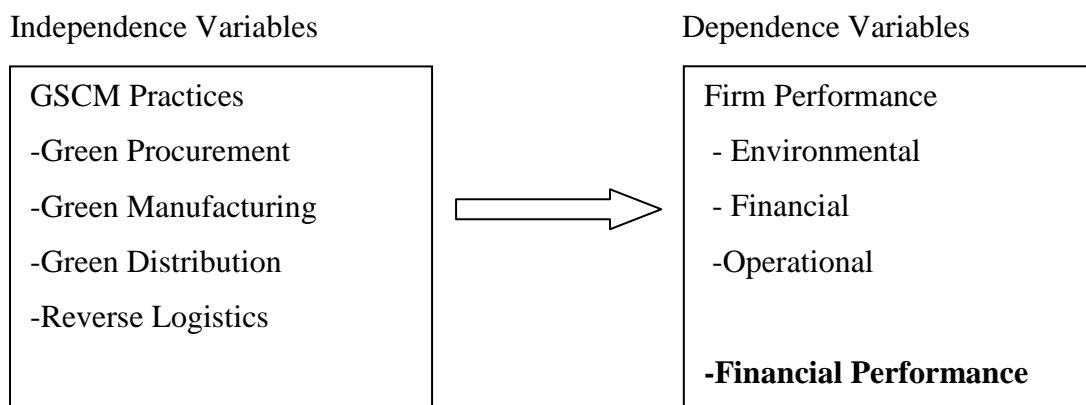 Independence Variables
GSCM Practices
-Green Procurement
-Green Manufacturing
-Green Distribution
-Reverse Logistics
Dependence Variables
Firm Performance
- Environmental
- Financial
-Operational
-Financial Performance